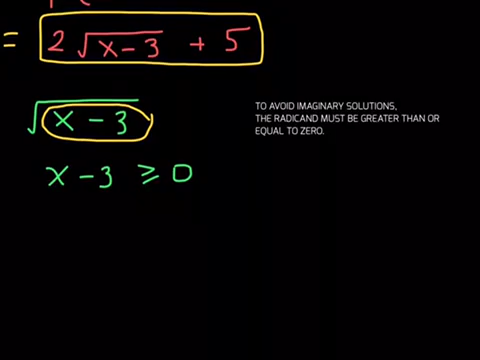 = 2√x-3 + 5
√x - 3
TO AVOID IMAGINARY SOLUTIONS,
THE RADICAND MUST BE GREATER THAN OR
EQUAL TO ZERO.
x - 3 ≥ 0